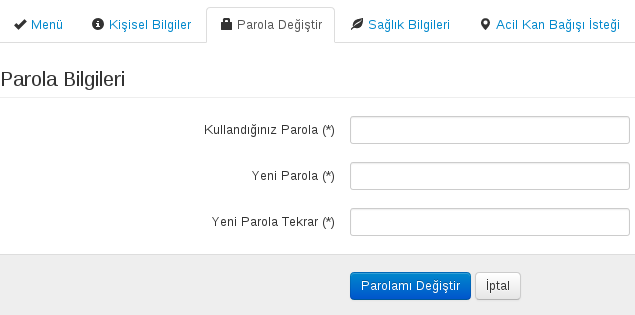 Menü Kişisel Bilgiler Parola Değiştir Sağlık Bilgileri Acil Kan Bağışı İsteği
Parola Bilgileri
Kullandığınız Parola (*)
Yeni Parola (*)
Yeni Parola Tekrar (*)
Parolamı Değiştir İptal